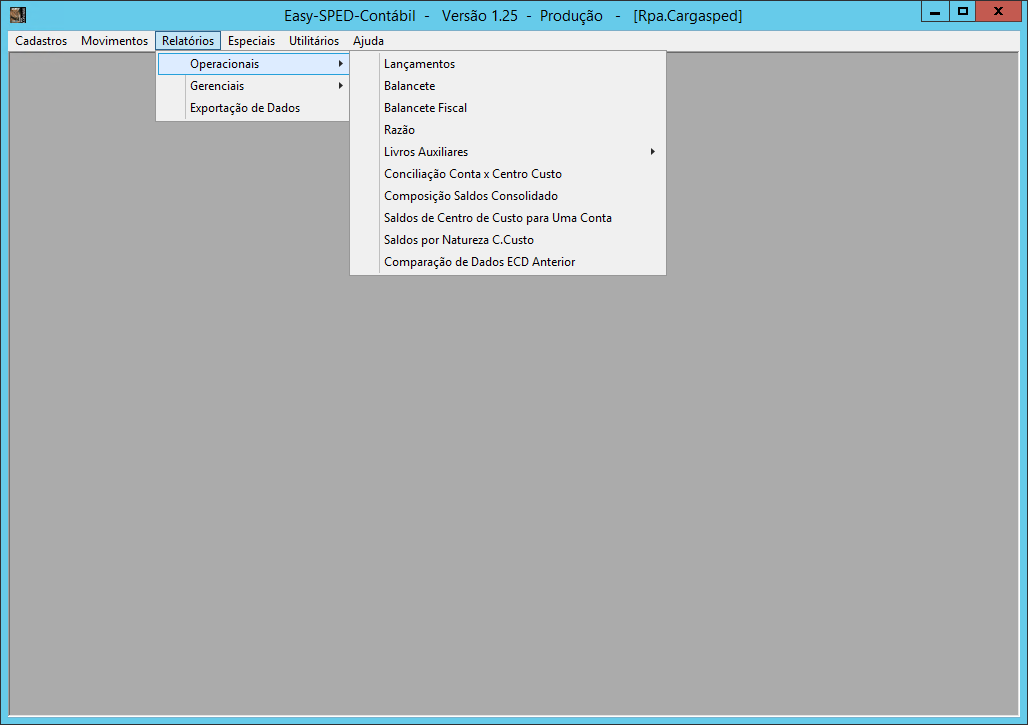 Easy-SPED-Contábil - Versão 1.25 - Produção - [Rpa.Cargasped]
Cadastros Movimentos Relatórios Especiais Utilitários Ajuda
Operacionais
Gerenciais
Exportação de Dados
Lançamentos
Balancete
Balancete Fiscal
Razão
Livros Auxiliares
Conciliação Conta x Centro Custo
Composição Saldos Consolidado
Saldos de Centro de Custo para Uma Conta
Saldos por Natureza C.Custo
Comparação de Dados ECD Anterior